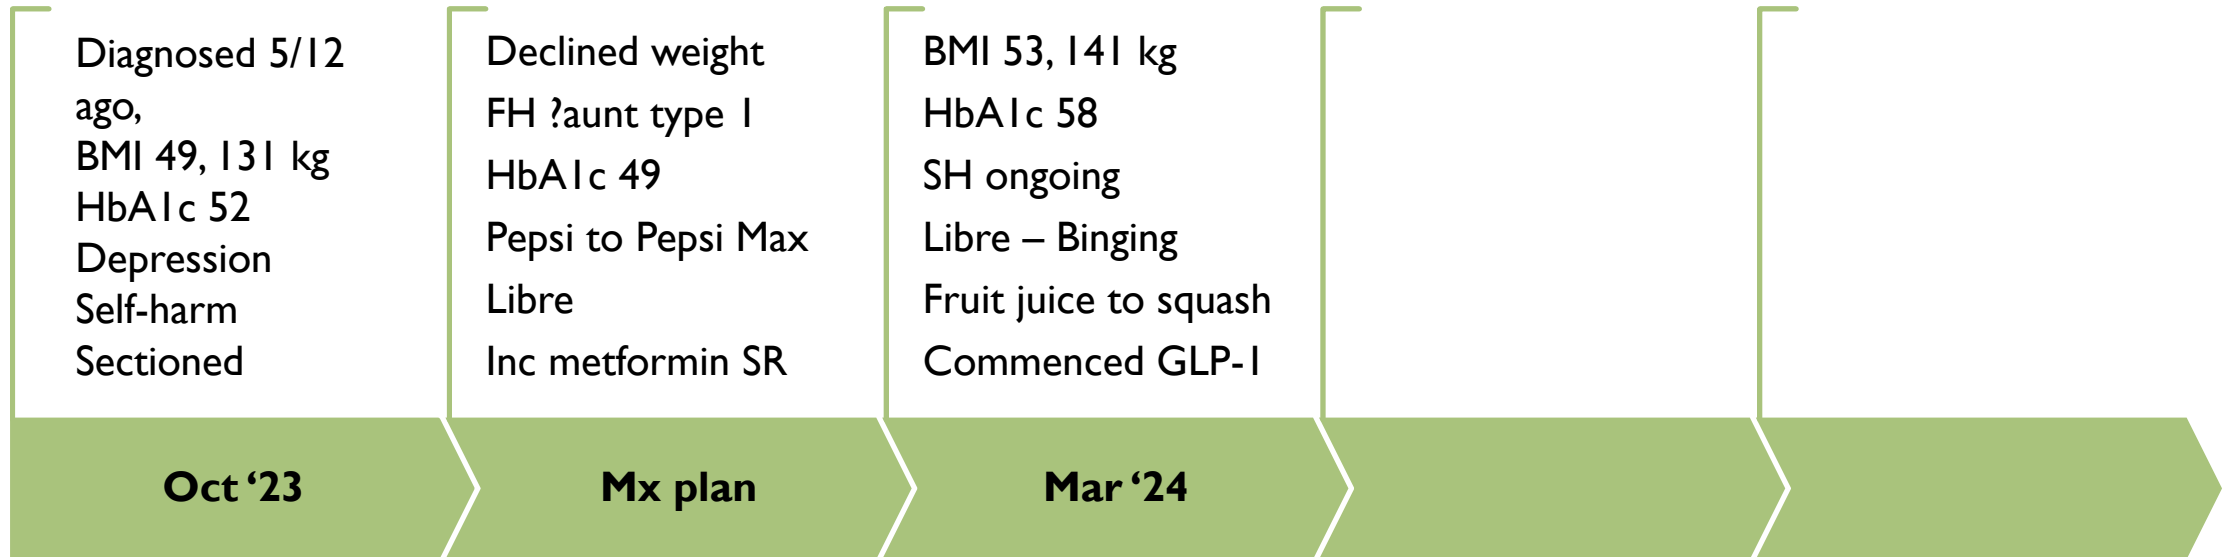 Diagnosed 5/12
ago,
BMI 49, 131 kg
HbA1c 52
Depression
Self-harm
Sectioned
Oct ‘23
Declined weight
FH ?aunt type 1
HbA1c 49
Pepsi to Pepsi Max
Libre
Inc metformin SR
Mx plan
BMI 53, 141 kg
HbA1c 58
SH ongoing
Libre – Binging
Fruit juice to squash
Commenced GLP-1
Mar ‘24